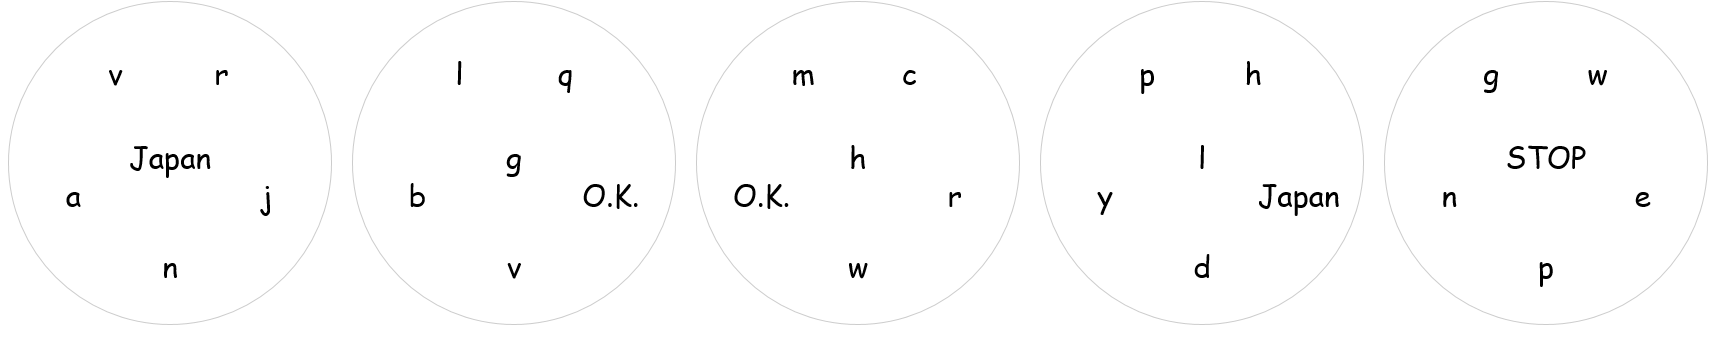 v r l q m c p h g w
Japan g h l STOP
a j b O.K. O.K. r y Japan n e
n v w d p